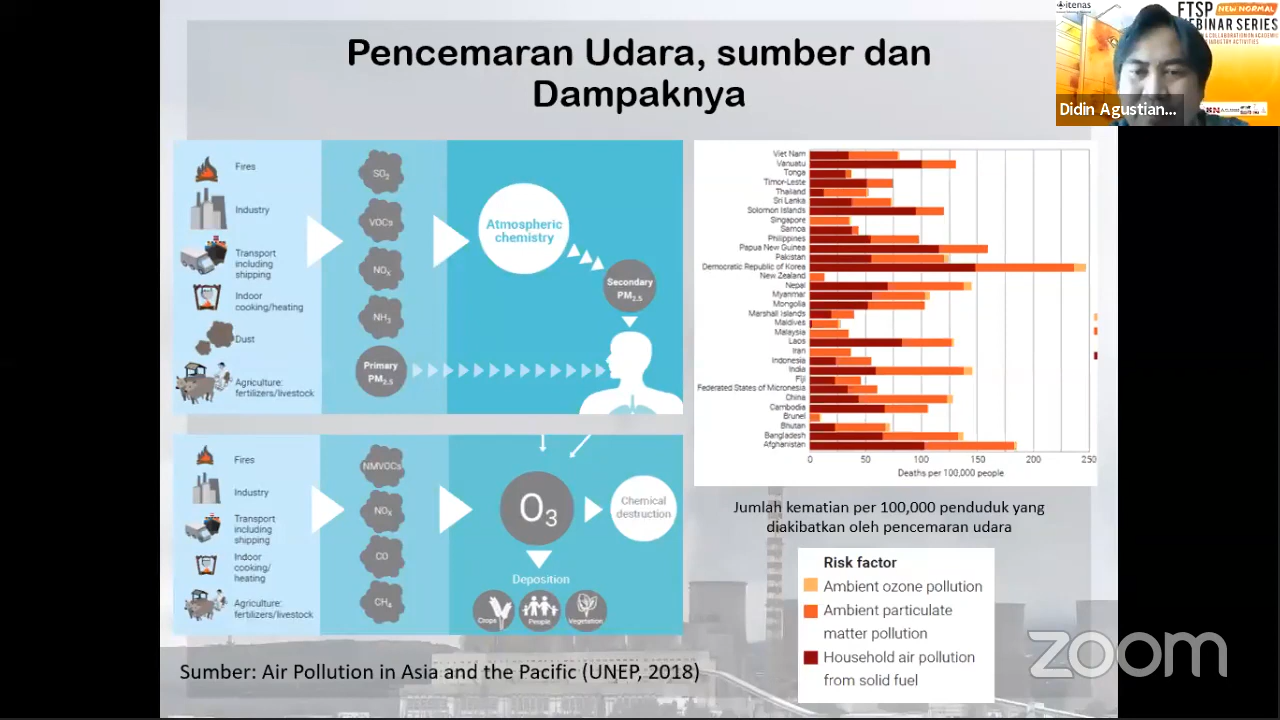 Pencemaran Udara, sumber dan
Dampaknya
itenas
FTSP NEW NORMAL
WEBINAR SERIES
INDUSTRY ACTIVITIES
Didin Agustian...
Fires
Industry
Transport
including
shipping
Indoor
cooking/heating
Dust
Agriculture:
fertilizers/livestock
SO2
VOCs
NOx
NH3
Primary
PM2.5
Atmospheric
chemistry
Secondary
PM2.5
Fires
Industry
Transport
including
shipping
Indoor
cooking/
heating
Agriculture:
fertilizers/livestock
NMVOCs
NOx
CO
CH4
O3
Chemical
destruction
Deposition
Crops
People
Vegetation
Sumber: Air Pollution in Asia and the Pacific (UNEP, 2018)
Viet Nam
Vanuatu
Tonga
Timor-Leste
Thailand
Sri Lanka
Solomon Islands
Singapore
Samoa
Philippines
Papua New Guinea
Pakistan
Democratic Republic of Korea
New Zealand
Nepal
Myanmar
Mongolia
Marshall Islands
Maldives
Malaysia
Laos
Iran
Indonesia
India
Fiji
Federated States of Micronesia
China
Cambodia
Brunei
Bhutan
Bangladesh
Afghanistan
0 50 100 150 200 250
Deaths per 100,000 people
Jumlah kematian per 100,000 penduduk yang
diakibatkan oleh pencemaran udara
Risk factor
Ambient ozone pollution
Ambient particulate
matter pollution
Household air pollution
from solid fuel
zoom